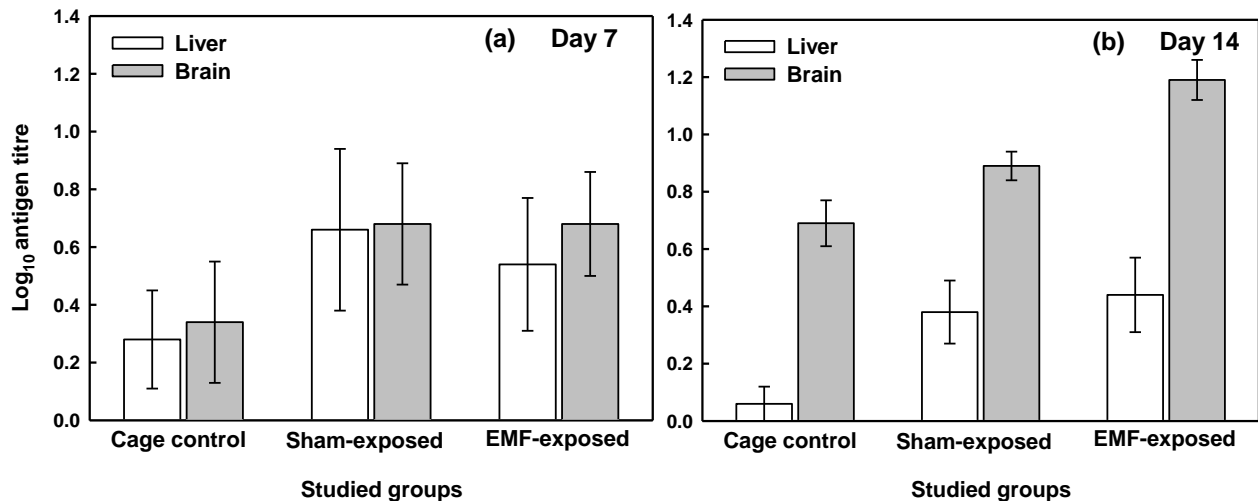 1.4
(a) Day 7
Liver
Brain
1.2
1.0
0.8
0.6
0.4
0.2
0.0
Log10 antigen titre
Cage control Sham-exposed EMF-exposed
Studied groups
1.4
(b) Day 14
Liver
Brain
1.2
1.0
0.8
0.6
0.4
0.2
0.0
Cage control Sham-exposed EMF-exposed
Studied groups